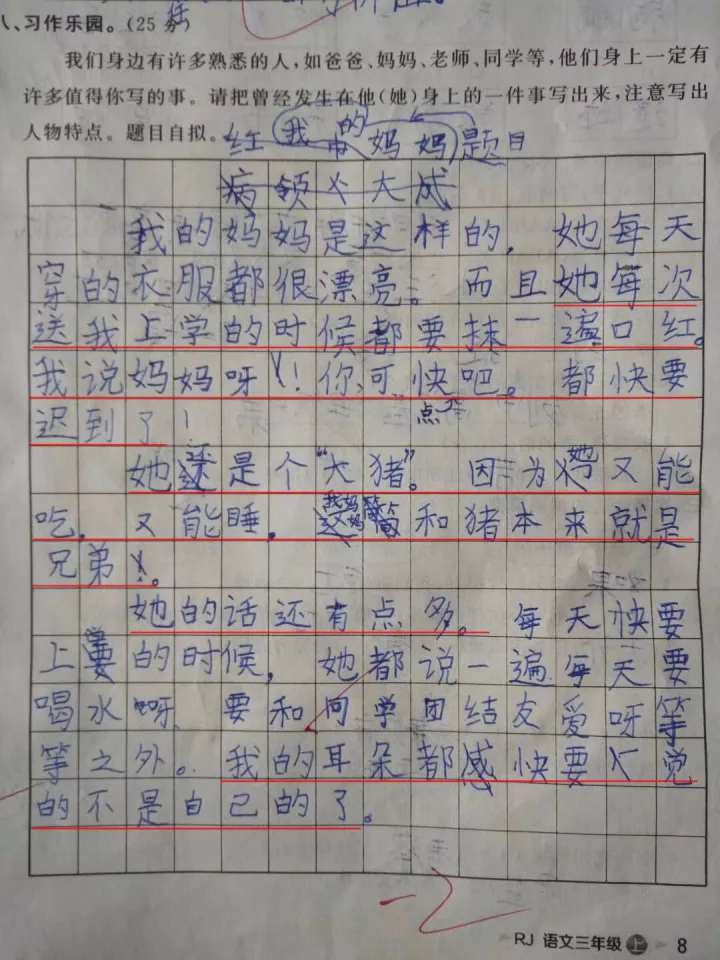 八、习作乐园。(25 分)
我们身边有许多熟悉的人,如爸爸、妈妈、老师、同学等,他们身上一定有
许多值得你写的事。请把曾经发生在他(她)身上的一件事写出来,注意写出
人物特点。题目自拟。
红 我的妈妈 题目
我的妈妈是这样的,她每天
穿的衣服都很漂亮。而且她每次
送我上学的时候都要抹一遍口红。
我说妈妈呀!你可快点吧。都快要
迟到了!
她还是个“大猪”。因为她又能
吃,又能睡,我妈妈简和猪本来就是
兄弟。
她的话还有点多。每天快要
上学的时候,她都说一遍每天要
喝水呀,要和同学团结友爱呀等
等之外。我的耳朵都感快要觉
的不是自己的了。
-2
RJ 语文三年级 上 8